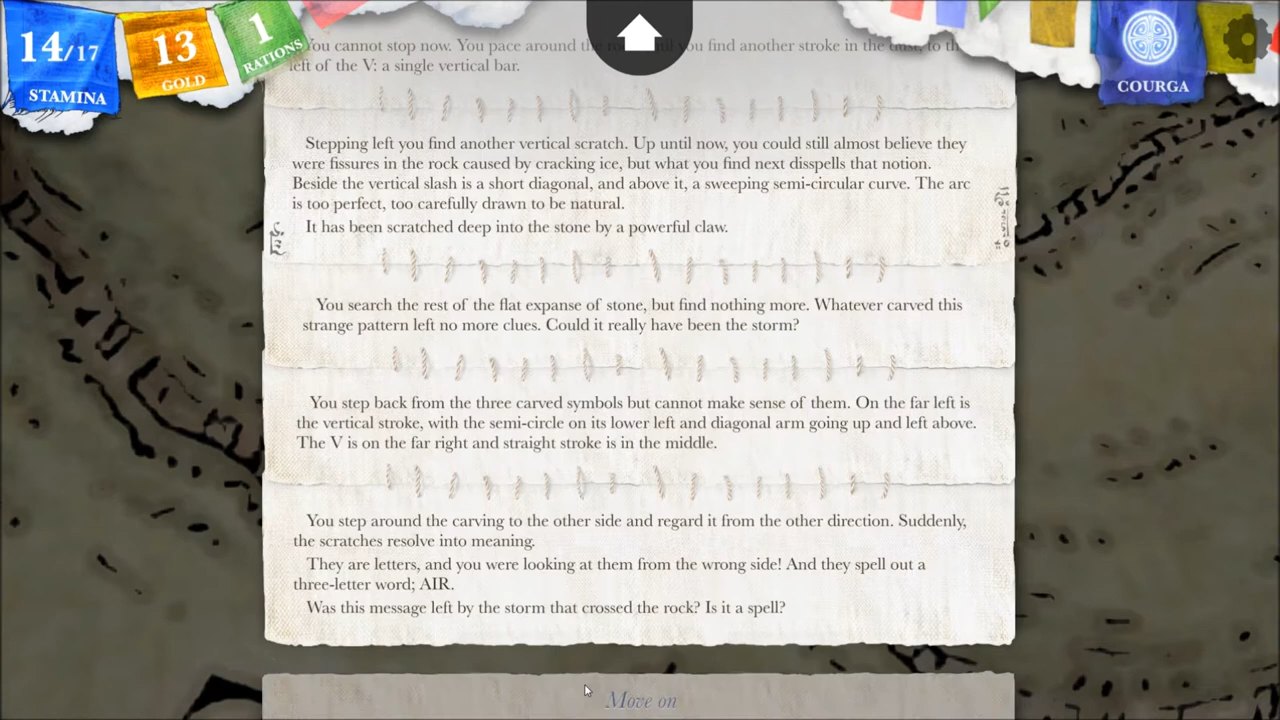 14/17
STAMINA
13
GOLD
1
RATIONS
COURGA
You cannot stop now. You pace around the find another stroke in the to th
left of the V: a single vertical bar.
Stepping left you find another vertical scratch. Up until now, you could still almost believe they
were fissures in the rock caused by cracking ice, but what you find next disspells that notion.
Beside the vertical slash is a short diagonal, and above it, a sweeping semi-circular curve. The arc
is too perfect, too carefully drawn to be natural.
It has been scratched deep into the stone by a powerful claw.
You search the rest of the flat expanse of stone, but find nothing more. Whatever carved this
strange pattern left no more clues. Could it really have been the storm?
You step back from the three carved symbols but cannot make sense of them. On the far left is
the vertical stroke, with the semi-circle on its lower left and diagonal arm going up and left above.
The V is on the far right and straight stroke is in the middle.
You step around the carving to the other side and regard it from the other direction. Suddenly,
the scratches resolve into meaning.
They are letters, and you were looking at them from the wrong side! And they spell out a
three-letter word; AIR.
Was this message left by the storm that crossed the rock? Is it a spell?
Move on